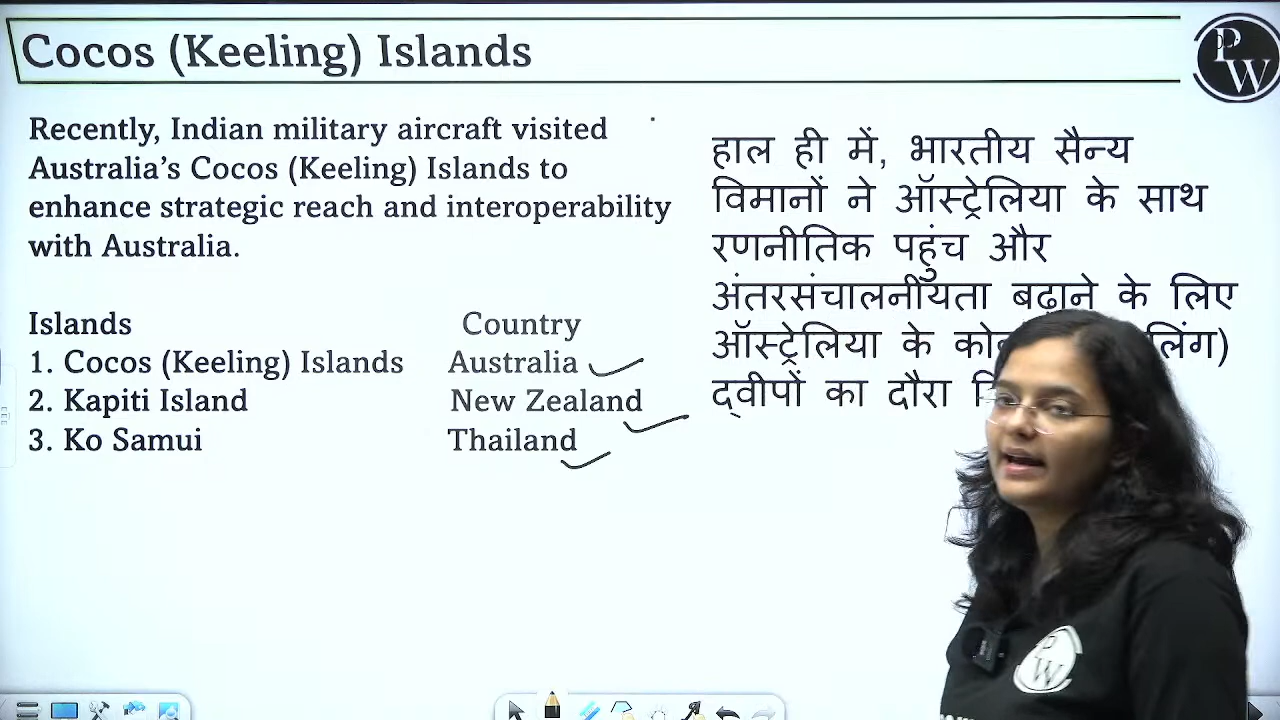 Cocos (Keeling) Islands
PW
Recently, Indian military aircraft visited
Australia's Cocos (Keeling) Islands to
enhance strategic reach and interoperability
with Australia.
Islands Country
1. Cocos (Keeling) Islands Australia
2. Kapiti Island New Zealand
3. Ko Samui Thailand
हाल ही में, भारतीय सैन्य
विमानों ने ऑस्ट्रेलिया के साथ
रणनीतिक पहुंच और
अंतरसंचालनीयता बढ़ाने के लिए
ऑस्ट्रेलिया के
द्वीपों का दौरा
PW